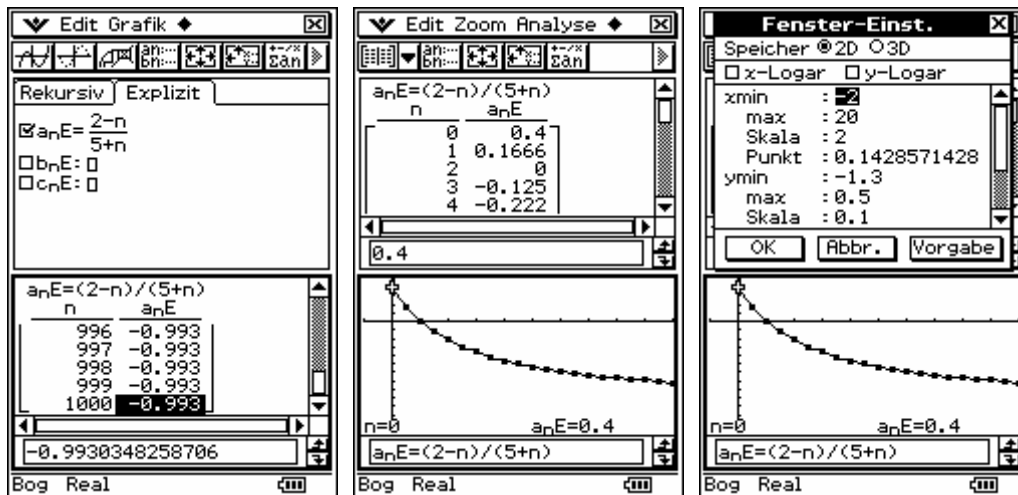 Edit Grafik ◆
Rekursiv Explizit
☑anE= 2-n
5+n
□bnE:▯
□cnE:▯
anE=(2-n)/(5+n)
n anE
996 -0.993
997 -0.993
998 -0.993
999 -0.993
1000 -0.993
-0.9930348258706
Bog Real
Edit Zoom Analyse ◆
anE=(2-n)/(5+n)
n anE
0 0.4
1 0.1666
2 0
3 -0.125
4 -0.222
0.4
n=0 anE=0.4
anE=(2-n)/(5+n)
Bog Real
Fenster-Einst.
Speicher ◉2D ○3D
□x-Logar □y-Logar
xmin :-2
max :20
Skala :2
Punkt :0.1428571428
ymin :-1.3
max :0.5
Skala :0.1
OK Abbr. Vorgabe
n=0 anE=0.4
anE=(2-n)/(5+n)
Bog Real